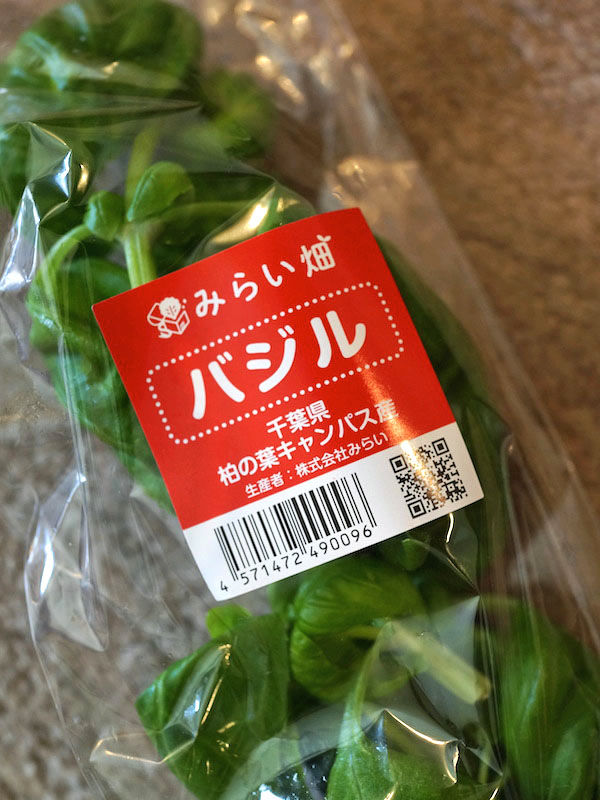 みらい畑
バジル
千葉県
柏の葉キャンパス産
生産者:株式会社みらい
4 571472 490096